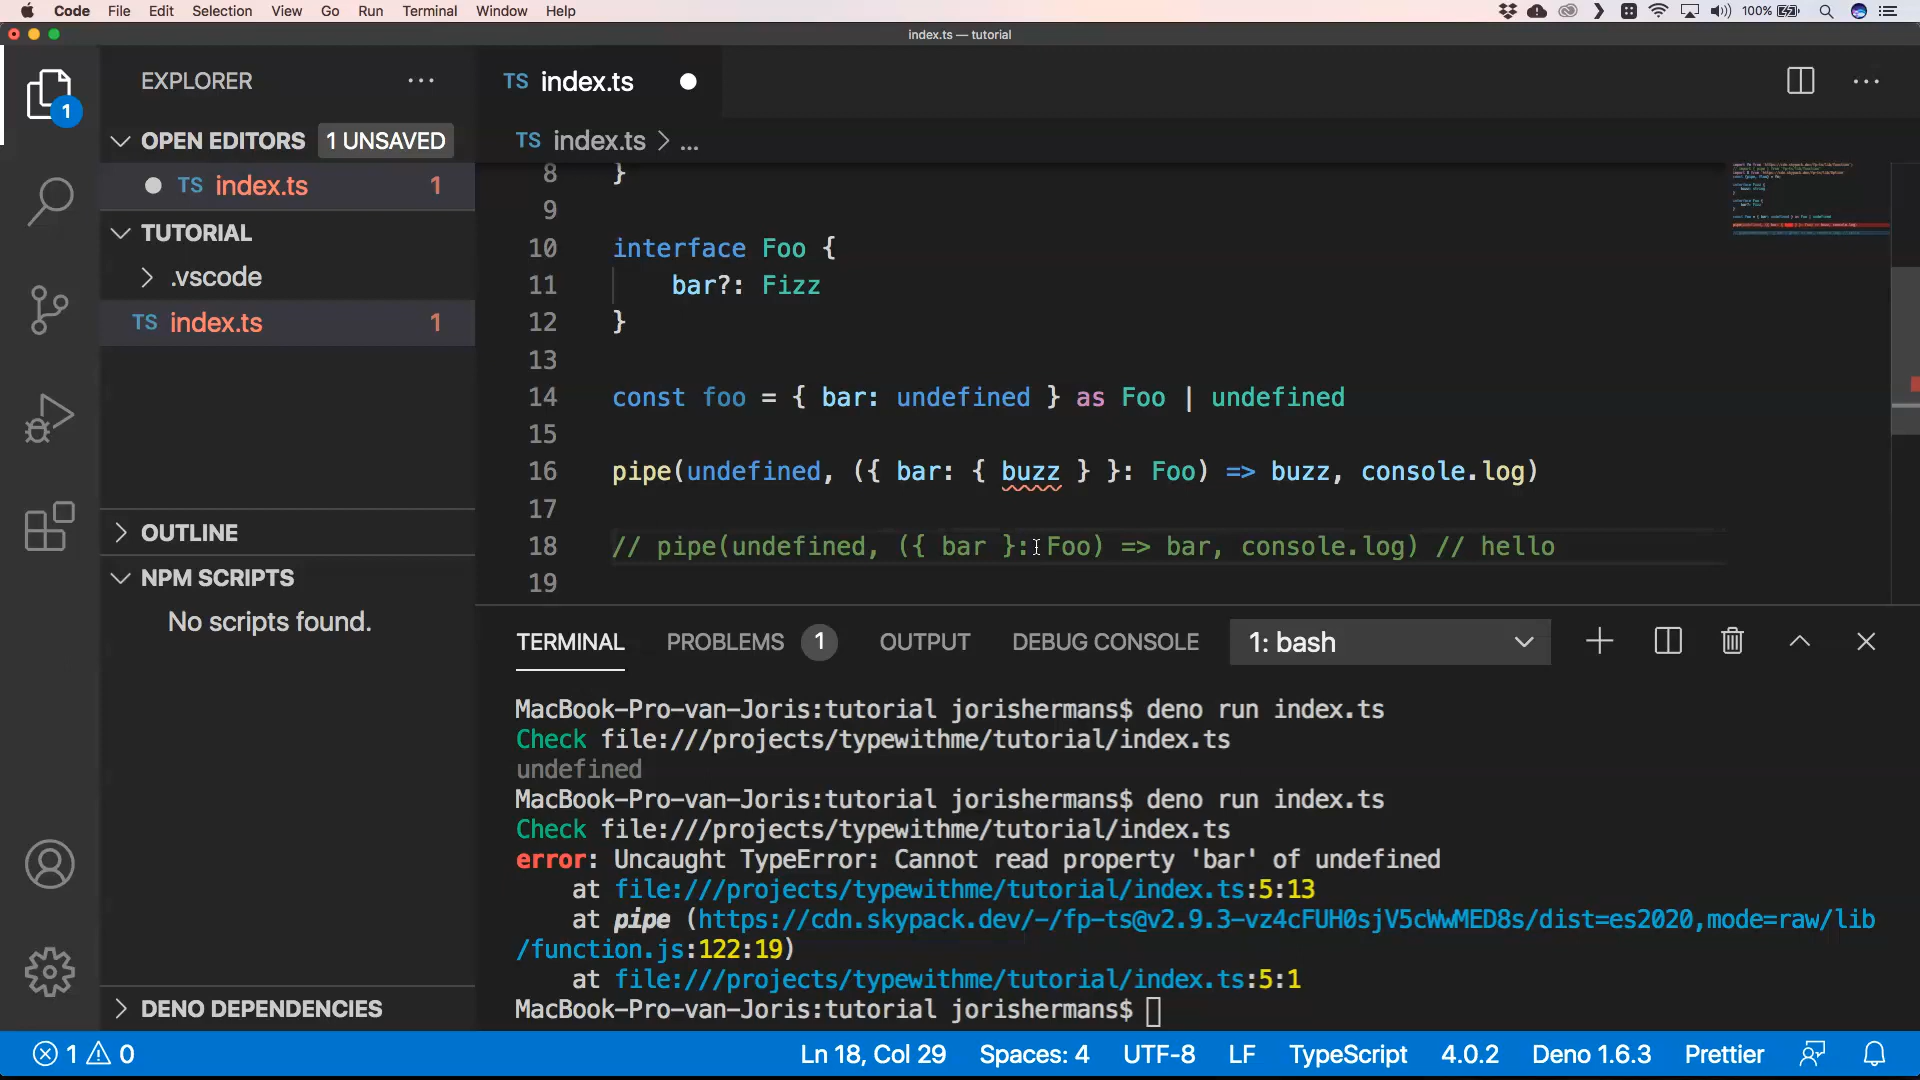 Code File Edit Selection View Go Run Terminal Window Help 100%
index.ts — tutorial
EXPLORER ...
TS index.ts
OPEN EDITORS 1 UNSAVED
TS index.ts 1
TUTORIAL
.vscode
TS index.ts 1
OUTLINE
NPM SCRIPTS
No scripts found.
DENO DEPENDENCIES
1
TS index.ts > ...
8 }
9
10 interface Foo {
11 bar?: Fizz
12 }
13
14 const foo = { bar: undefined } as Foo | undefined
15
16 pipe(undefined, ({ bar: { buzz } }: Foo) => buzz, console.log)
17
18 // pipe(undefined, ({ bar }: Foo) => bar, console.log) // hello
19
TERMINAL PROBLEMS 1 OUTPUT DEBUG CONSOLE 1: bash
MacBook-Pro-van-Joris:tutorial jorishermans$ deno run index.ts
Check file:///projects/typewithme/tutorial/index.ts
undefined
MacBook-Pro-van-Joris:tutorial jorishermans$ deno run index.ts
Check file:///projects/typewithme/tutorial/index.ts
error: Uncaught TypeError: Cannot read property 'bar' of undefined
at file:///projects/typewithme/tutorial/index.ts:5:13
at pipe (https://cdn.skypack.dev/-/fp-ts@v2.9.3-vz4cFUH0sjV5cWwMED8s/dist=es2020,mode=raw/lib
/function.js:122:19)
at file:///projects/typewithme/tutorial/index.ts:5:1
MacBook-Pro-van-Joris:tutorial jorishermans$
1 0 Ln 18, Col 29 Spaces: 4 UTF-8 LF TypeScript 4.0.2 Deno 1.6.3 Prettier